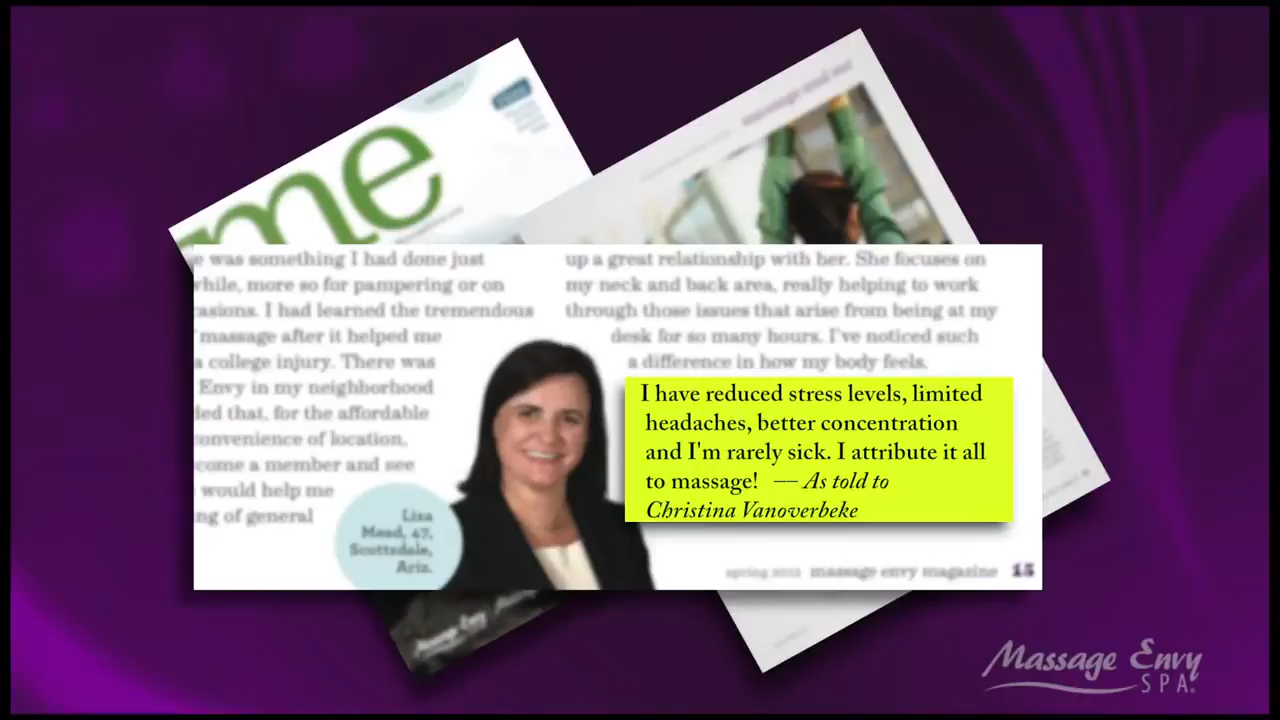 me
e was something I had done just
while, more so for pampering or on
casions. I had learned the tremendous
massage after it helped me
a college injury. There was
Envy in my neighborhood
ded that, for the affordable
convenience of location,
come a member and see
would help me
ng of general
Liza
Mead, 47,
Scottsdale,
Ariz.
up a great relationship with her. She focuses on
my neck and back area, really helping to work
through those issues that arise from being at my
desk for so many hours. I've noticed such
a difference in how my body feels.
I have reduced stress levels, limited
headaches, better concentration
and I'm rarely sick. I attribute it all
to massage! — As told to
Christina Vanoverbeke
massage envy magazine 15
Massage Envy
SPA